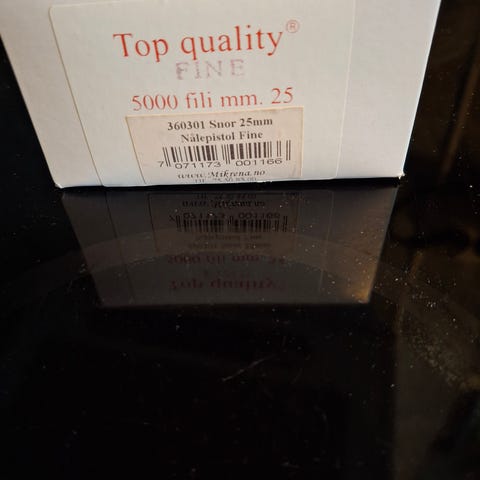 Top quality®
FINE
5000 fili mm. 25
360301 Snor 25mm
Nålepistol Fine
7 071173 001166
www.Mikrena.no